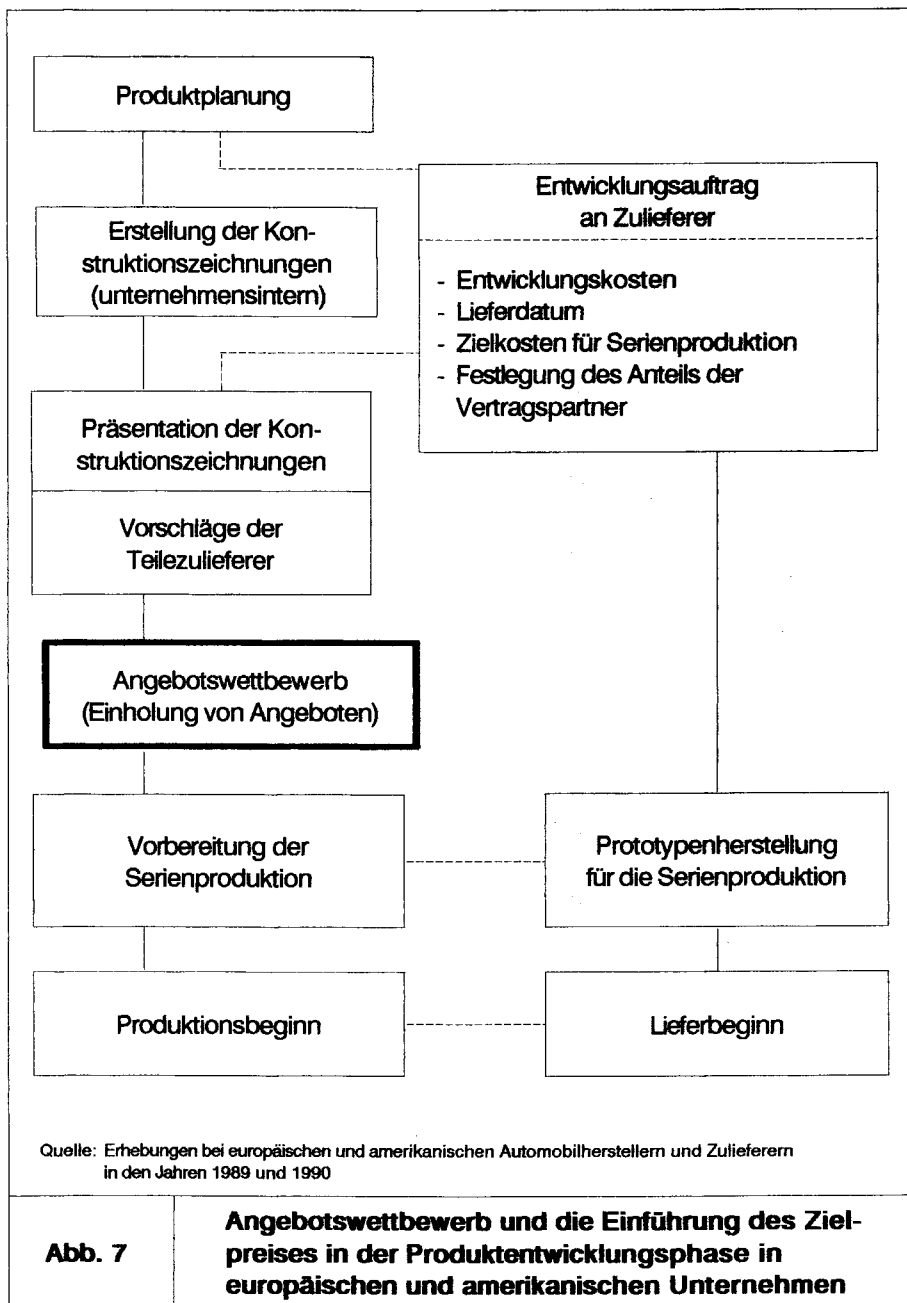 Produktplanung
Entwicklungsauftrag
an Zulieferer
- Entwicklungskosten
- Lieferdatum
- Zielkosten für Serienproduktion
- Festlegung des Anteils der
Vertragspartner
Erstellung der Kon-
struktionszeichnungen
(unternehmensintern)
Präsentation der Kon-
struktionszeichnungen
Vorschläge der
Teilezulieferer
Angebotswettbewerb
(Einholung von Angeboten)
Vorbereitung der
Serienproduktion
Prototypenherstellung
für die Serienproduktion
Produktionsbeginn
Lieferbeginn
Quelle: Erhebungen bei europäischen und amerikanischen Automobilherstellern und Zulieferern
in den Jahren 1989 und 1990
Abb. 7
Angebotswettbewerb und die Einführung des Ziel-
preises in der Produktentwicklungsphase in
europäischen und amerikanischen Unternehmen